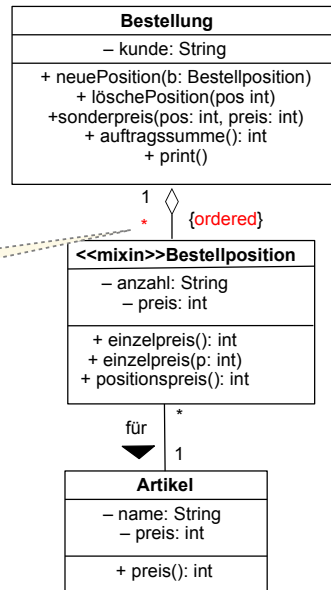 Bestellung
– kunde: String
+ neuePosition(b: Bestellposition)
+ löschePosition(pos int)
+sonderpreis(pos: int, preis: int)
+ auftragssumme(): int
+ print()
1
* {ordered}
<<mixin>>Bestellposition
– anzahl: String
– preis: int
+ einzelpreis(): int
+ einzelpreis(p: int)
+ positionspreis(): int
*
für
1
Artikel
– name: String
– preis: int
+ preis(): int